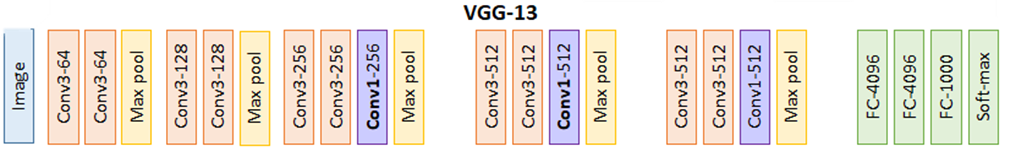 VGG-13
Image
Conv3-64
Conv3-64
Max pool
Conv3-128
Conv3-128
Max pool
Conv3-256
Conv3-256
Conv1-256
Max pool
Conv3-512
Conv3-512
Conv1-512
Max pool
Conv3-512
Conv3-512
Conv1-512
Max pool
FC-4096
FC-4096
FC-1000
Soft-max